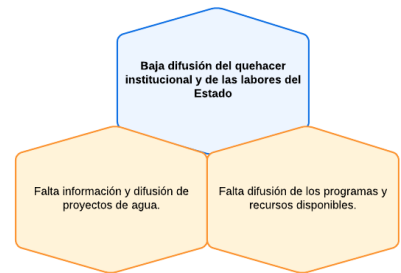 Baja difusión del quehacer
institucional y de las labores del
Estado
Falta información y difusión de
proyectos de agua.
Falta difusión de los programas y
recursos disponibles.